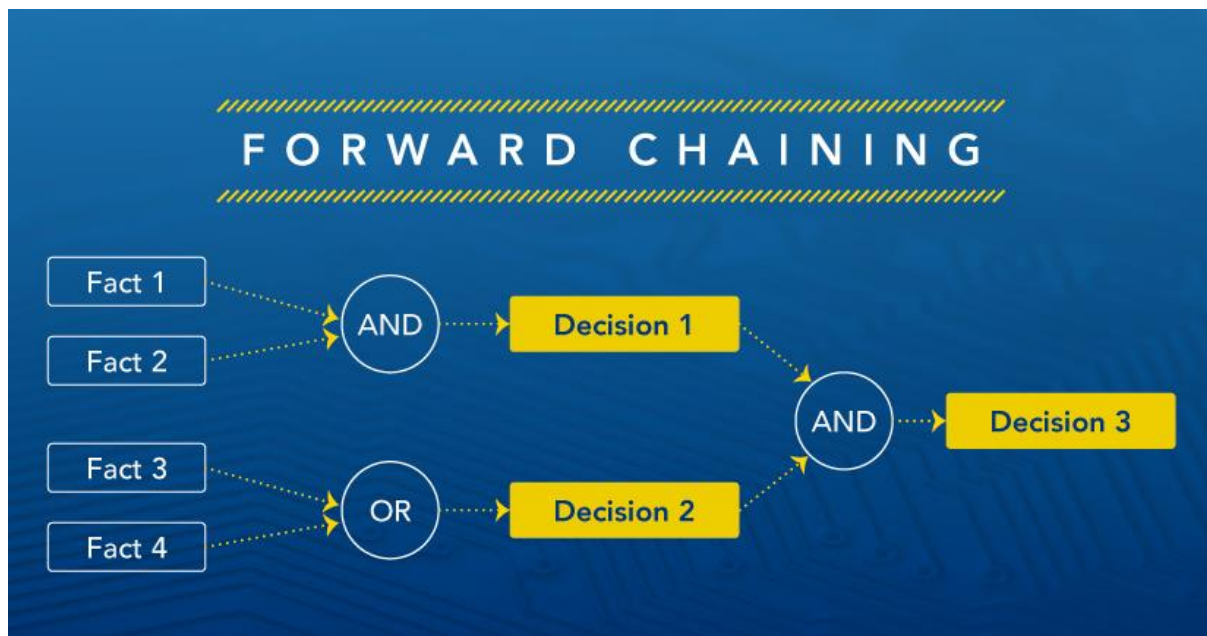 FORWARD CHAINING
Fact 1
Fact 2
AND
Decision 1
Fact 3
Fact 4
OR
Decision 2
AND
Decision 3